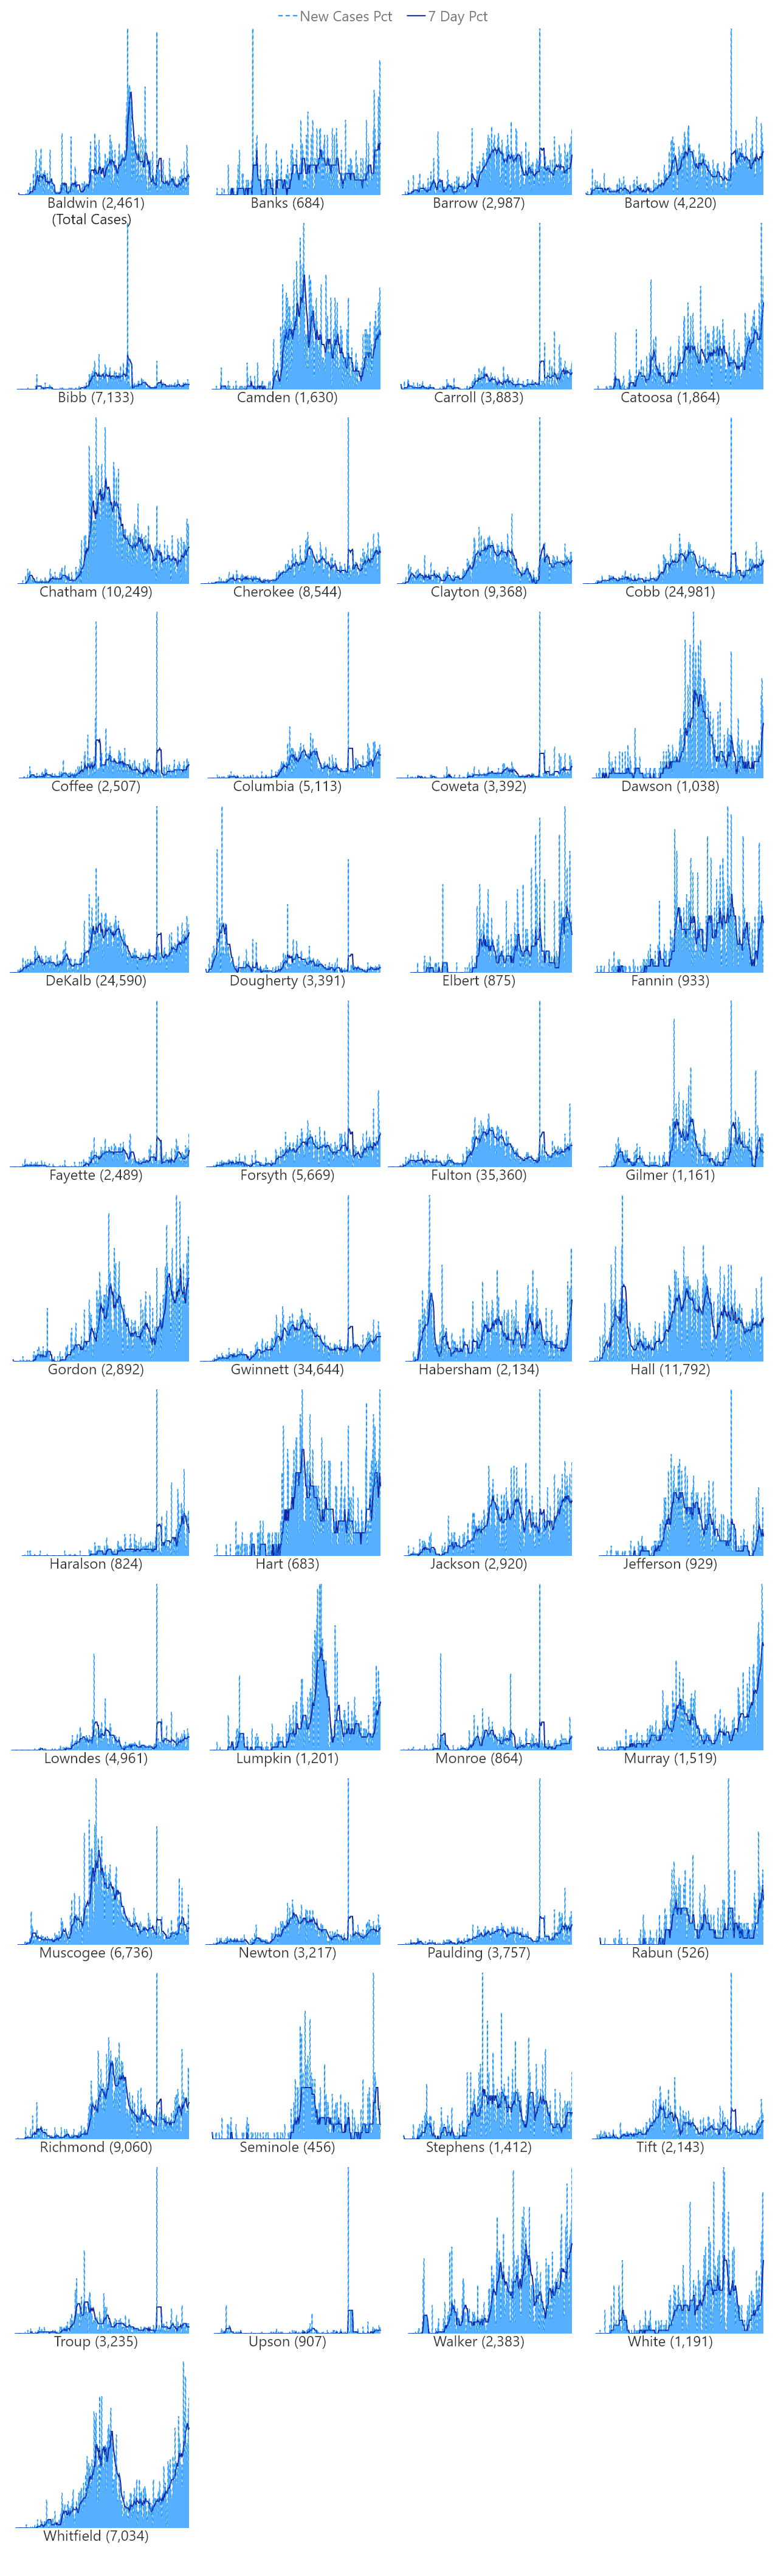 New Cases Pct 7 Day Pct
Baldwin (2,461) Banks (684) Barrow (2,987) Bartow (4,220)
(Total Cases)
Bibb (7,133) Camden (1,630) Carroll (3,883) Catoosa (1,864)
Chatham (10,249) Cherokee (8,544) Clayton (9,368) Cobb (24,981)
Coffee (2,507) Columbia (5,113) Coweta (3,392) Dawson (1,038)
DeKalb (24,590) Dougherty (3,391) Elbert (875) Fannin (933)
Fayette (2,489) Forsyth (5,669) Fulton (35,360) Gilmer (1,161)
Gordon (2,892) Gwinnett (34,644) Habersham (2,134) Hall (11,792)
Haralson (824) Hart (683) Jackson (2,920) Jefferson (929)
Lowndes (4,961) Lumpkin (1,201) Monroe (864) Murray (1,519)
Muscogee (6,736) Newton (3,217) Paulding (3,757) Rabun (526)
Richmond (9,060) Seminole (456) Stephens (1,412) Tift (2,143)
Troup (3,235) Upson (907) Walker (2,383) White (1,191)
Whitfield (7,034)